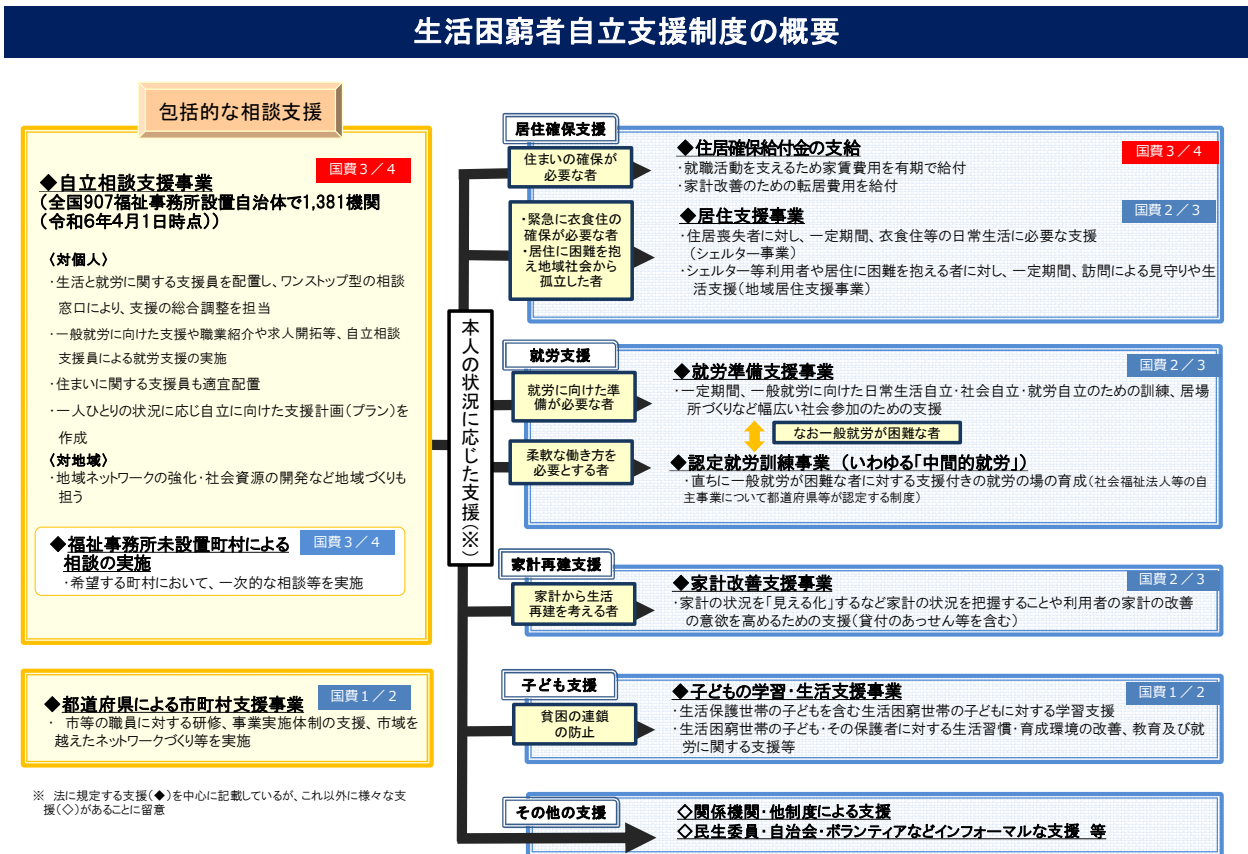 生活困窮者自立支援制度の概要
包括的な相談支援
国費3／4
◆自立相談支援事業
（全国907福祉事務所設置自治体で1,381機関
（令和6年4月1日時点））
〈対個人〉
・生活と就労に関する支援員を配置し、ワンストップ型の相談
窓口により、支援の総合調整を担当
・一般就労に向けた支援や職業紹介や求人開拓等、自立相談
支援員による就労支援の実施
・住まいに関する支援員も適宜配置
・一人ひとりの状況に応じ自立に向けた支援計画（プラン）を
作成
〈対地域〉
・地域ネットワークの強化・社会資源の開発など地域づくりも
担う
◆福祉事務所未設置町村による
相談の実施
国費3／4
・希望する町村において、一次的な相談等を実施
◆都道府県による市町村支援事業
国費1／2
・ 市等の職員に対する研修、事業実施体制の支援、市域を
越えたネットワークづくり等を実施
※ 法に規定する支援（◆）を中心に記載しているが、これ以外に様々な支
援（◇）があることに留意
本人の状況に応じた支援（※）
居住確保支援
住まいの確保が
必要な者
◆住居確保給付金の支給
国費3／4
・就職活動を支えるため家賃費用を有期で給付
・家計改善のための転居費用を給付
・緊急に衣食住の
確保が必要な者
・居住に困難を抱
え地域社会から
孤立した者
◆居住支援事業
国費2／3
・住居喪失者に対し、一定期間、衣食住等の日常生活に必要な支援
（シェルター事業）
・シェルター等利用者や居住に困難を抱える者に対し、一定期間、訪問による見守りや生
活支援（地域居住支援事業）
就労支援
就労に向けた準
備が必要な者
◆就労準備支援事業
国費2／3
・一定期間、一般就労に向けた日常生活自立・社会自立・就労自立のための訓練、居場
所づくりなど幅広い社会参加のための支援
なお一般就労が困難な者
柔軟な働き方を
必要とする者
◆認定就労訓練事業（いわゆる「中間的就労」）
・直ちに一般就労が困難な者に対する支援付きの就労の場の育成（社会福祉法人等の自
主事業について都道府県等が認定する制度）
家計再建支援
家計から生活
再建を考える者
◆家計改善支援事業
国費2／3
・家計の状況を「見える化」するなど家計の状況を把握することや利用者の家計の改善
の意欲を高めるための支援（貸付のあっせん等を含む）
子ども支援
貧困の連鎖
の防止
◆子どもの学習・生活支援事業
国費1／2
・生活保護世帯の子どもを含む生活困窮世帯の子どもに対する学習支援
・生活困窮世帯の子ども・その保護者に対する生活習慣・育成環境の改善、教育及び就
労に関する支援等
その他の支援
◇関係機関・他制度による支援
◇民生委員・自治会・ボランティアなどインフォーマルな支援 等